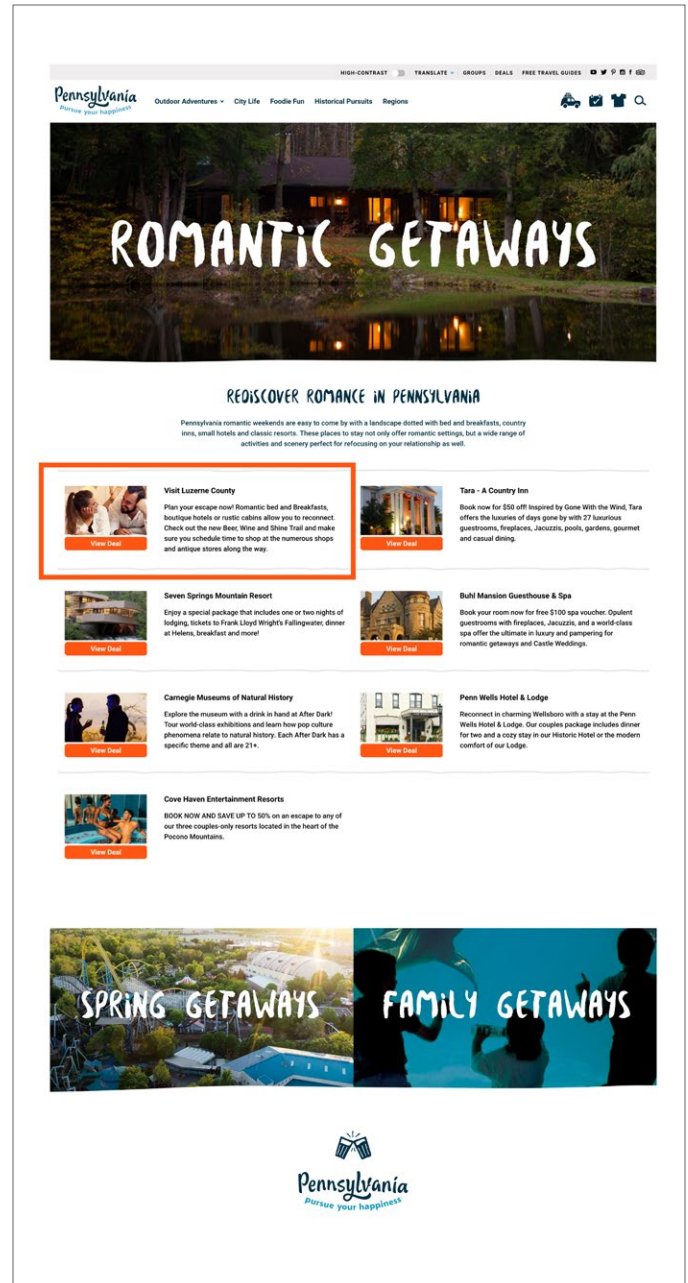 HIGH-CONTRAST TRANSLATE GROUPS DEALS FREE TRAVEL GUIDES
Pennsylvania
pursue your happiness
Outdoor Adventures City Life Foodie Fun Historical Pursuits Regions
ROMANTIC GETAWAYS
REDISCOVER ROMANCE IN PENNSYLVANIA
Pennsylvania romantic weekends are easy to come by with a landscape dotted with bed and breakfasts, country
inns, small hotels and classic resorts. These places to stay not only offer romantic settings, but a wide range of
activities and scenery perfect for refocusing on your relationship as well.
Visit Luzerne County
Plan your escape now! Romantic bed and Breakfasts,
boutique hotels or rustic cabins allow you to reconnect.
Check out the new Beer, Wine and Shine Trail and make
sure you schedule time to shop at the numerous shops
and antique stores along the way.
View Deal
Tara - A Country Inn
Book now for $50 off! Inspired by Gone With the Wind, Tara
offers the luxuries of days gone by with 27 luxurious
guestrooms, fireplaces, Jacuzzis, pools, gardens, gourmet
and casual dining.
View Deal
Seven Springs Mountain Resort
Enjoy a special package that includes one or two nights of
lodging, tickets to Frank Lloyd Wright's Fallingwater, dinner
at Helens, breakfast and more!
View Deal
Buhl Mansion Guesthouse & Spa
Book your room now for free $100 spa voucher. Opulent
guestrooms with fireplaces, Jacuzzis, and a world-class
spa offer the ultimate in luxury and pampering for
romantic getaways and Castle Weddings.
View Deal
Carnegie Museums of Natural History
Explore the museum with a drink in hand at After Dark!
Tour world-class exhibitions and learn how pop culture
phenomena relate to natural history. Each After Dark has a
specific theme and all are 21+.
View Deal
Penn Wells Hotel & Lodge
Reconnect in charming Wellsboro with a stay at the Penn
Wells Hotel & Lodge. Our couples package includes dinner
for two and a cozy stay in our Historic Hotel or the modern
comfort of our Lodge.
View Deal
Cove Haven Entertainment Resorts
BOOK NOW AND SAVE UP TO 50% on an escape to any of
our three couples-only resorts located in the heart of the
Pocono Mountains.
View Deal
SPRING GETAWAYS
FAMILY GETAWAYS
Pennsylvania
pursue your happiness